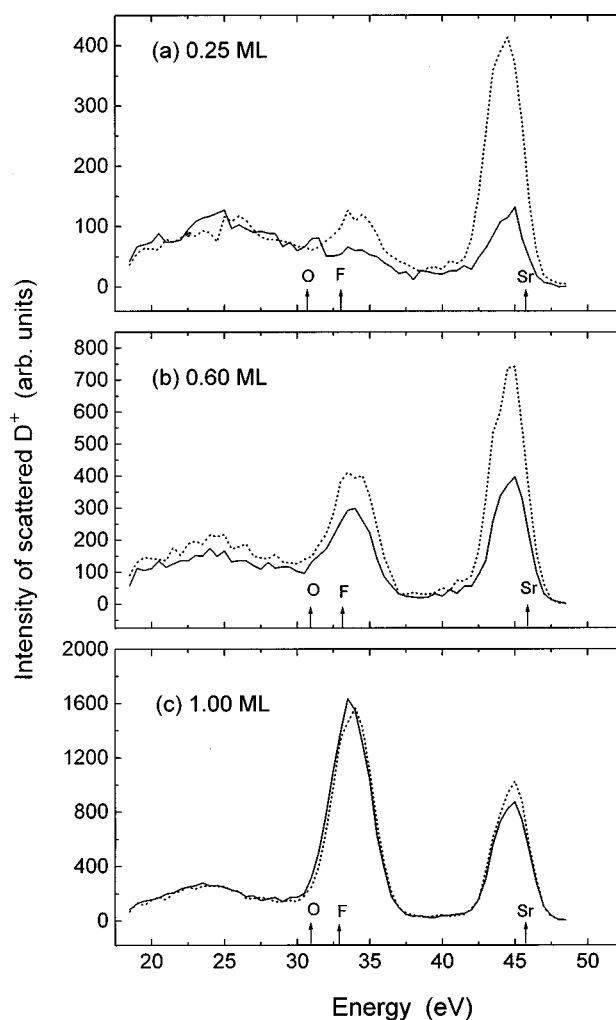 Intensity of scattered D⁺ (arb. units)
(a) 0.25 ML
400
300
200
100
0
O F Sr
(b) 0.60 ML
800
700
600
500
400
300
200
100
0
O F Sr
(c) 1.00 ML
2000
1600
1200
800
400
0
O F Sr
20 25 30 35 40 45 50
Energy (eV)